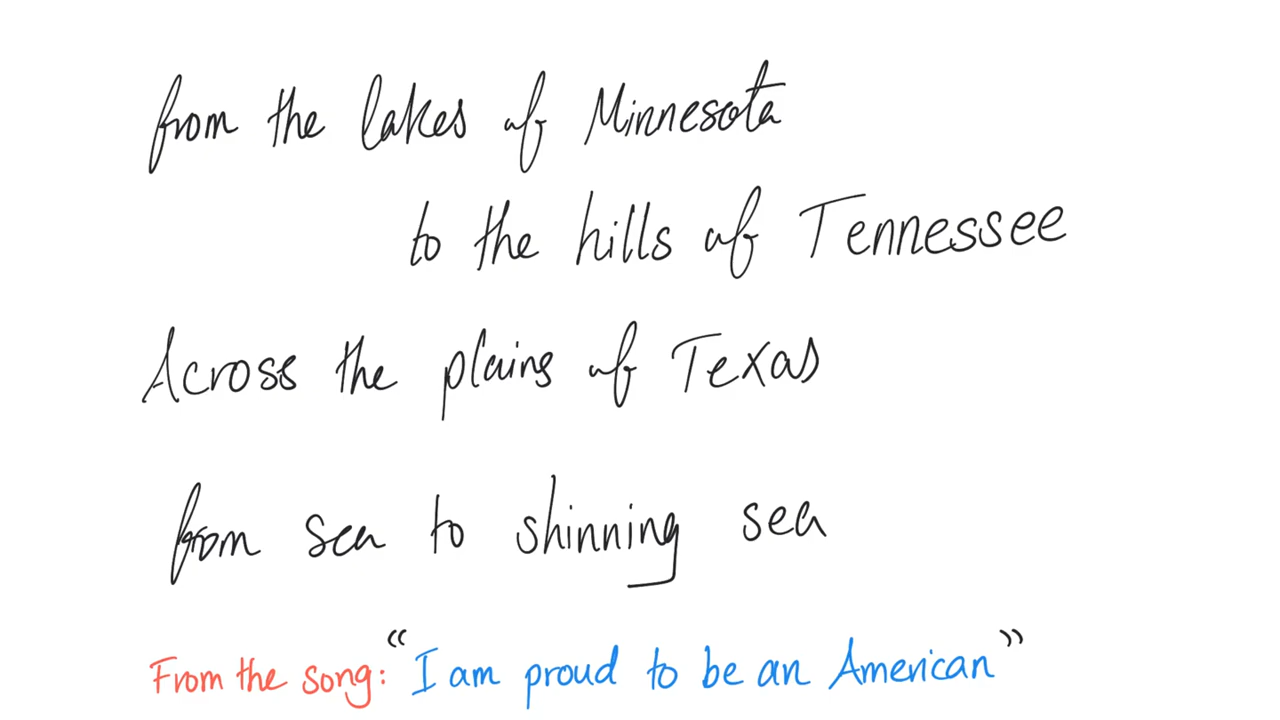 from the lakes of Minnesota
to the hills of Tennessee
Across the plains of Texas
from sea to shinning sea
From the song: "I am proud to be an American"